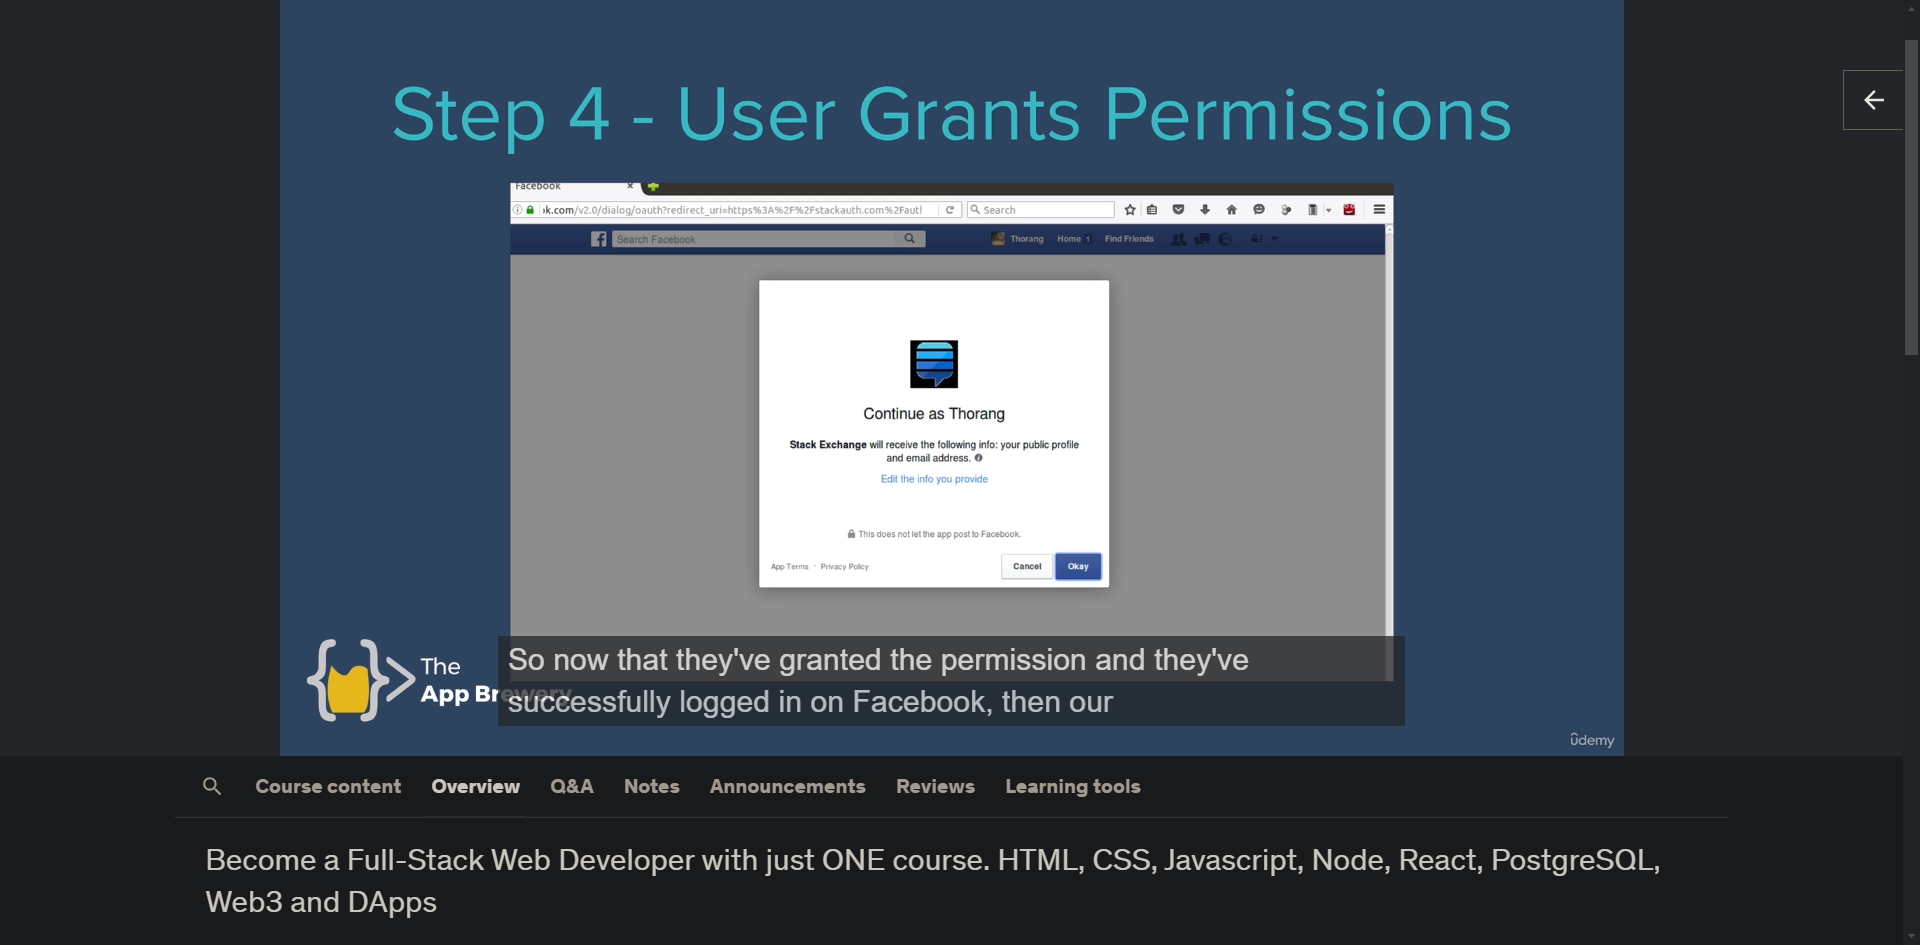 Step 4 - User Grants Permissions
Facebook
ok.com/v2.0/dialog/oauth?redirect_uri=https%3A%2F%2Fstackauth.com%2Fautl
Search
Search Facebook
Thorang
Home 1
Find Friends
Continue as Thorang
Stack Exchange will receive the following info: your public profile
and email address.
Edit the info you provide
This does not let the app post to Facebook.
App Terms · Privacy Policy
Cancel
Okay
The
App Brewery
So now that they've granted the permission and they've
successfully logged in on Facebook, then our
ûdemy
Course content
Overview
Q&A
Notes
Announcements
Reviews
Learning tools
Become a Full-Stack Web Developer with just ONE course. HTML, CSS, Javascript, Node, React, PostgreSQL,
Web3 and DApps